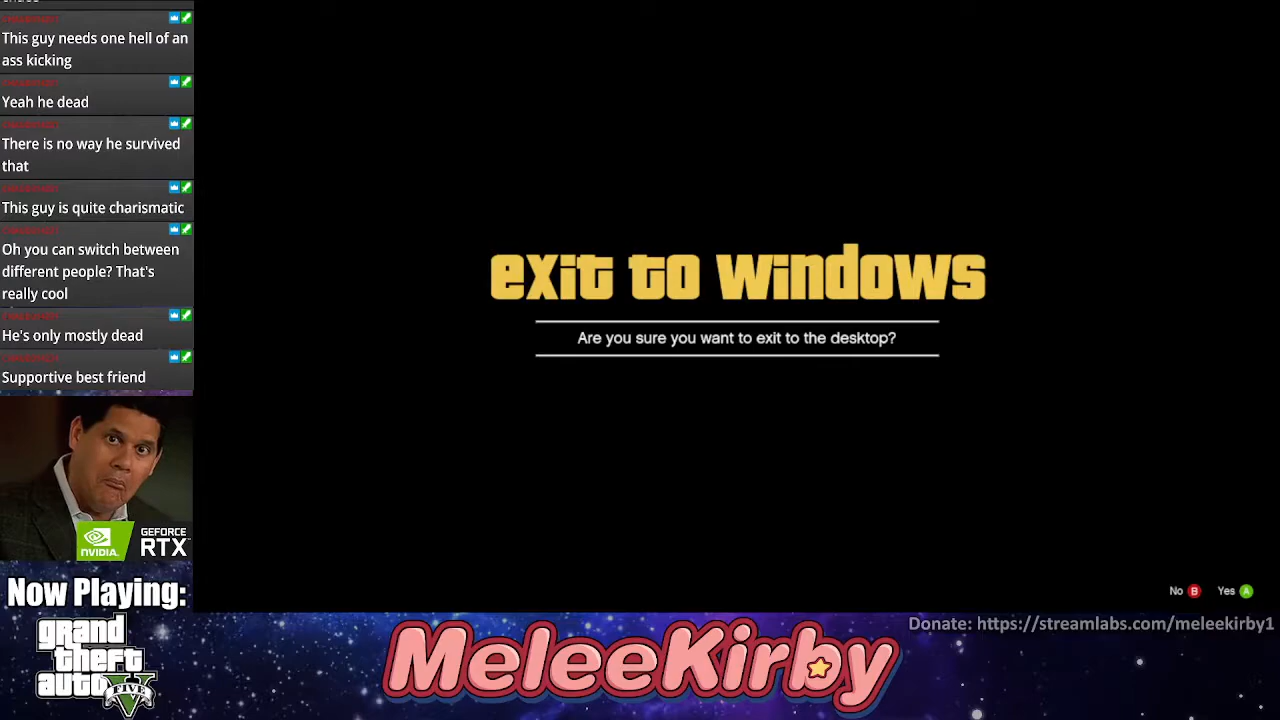 This guy needs one hell of an
ass kicking
Yeah he dead
There is no way he survived
that
This guy is quite charismatic
Oh you can switch between
different people? That's
really cool
He's only mostly dead
Supportive best friend
exit to windows
Are you sure you want to exit to the desktop?
No B Yes A
NVIDIA. GEFORCE
RTX
Now Playing:
grand
theft
auto V
FIVE
MeleeKirby
Donate: https://streamlabs.com/meleekirby1